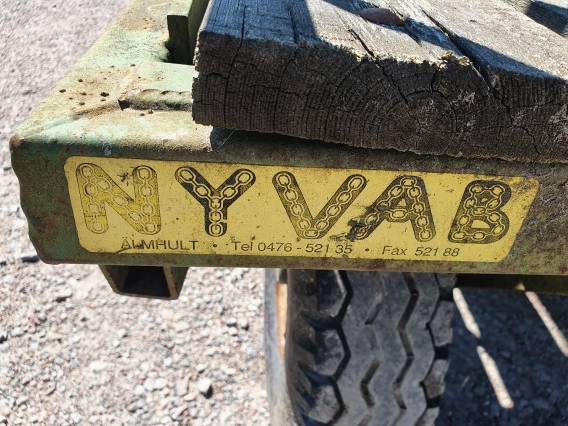 NYVAB
ÄLMHULT • Tel 0476 - 521 35 • Fax 521 88